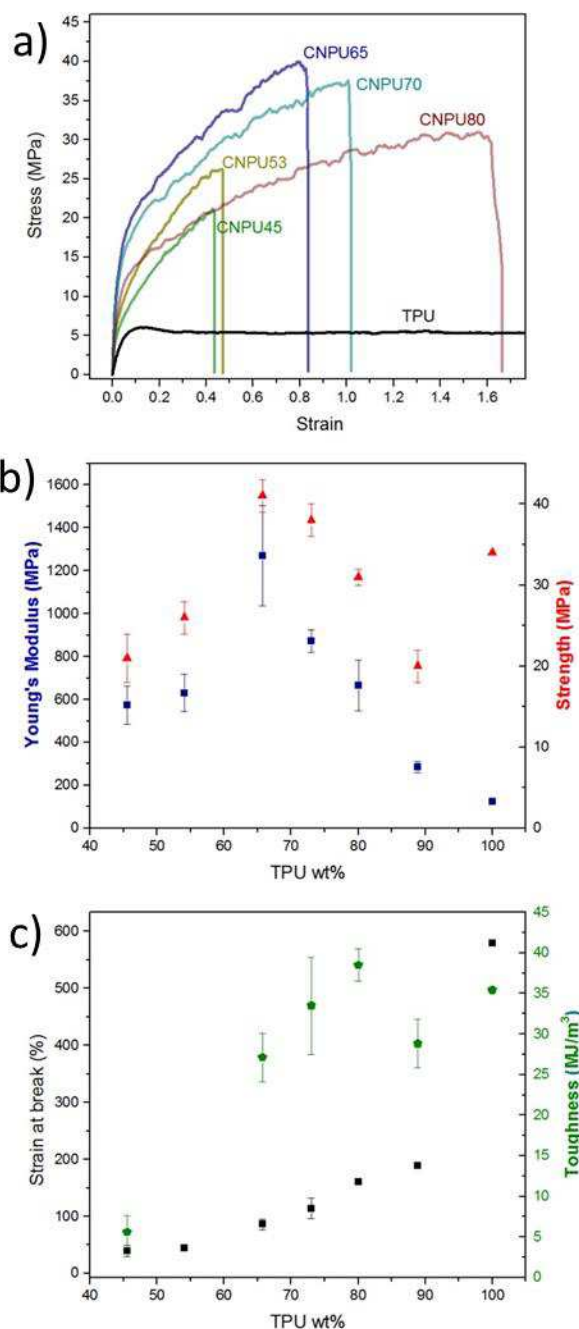 a)
45
40
35
30
25
20
15
10
5
0
Stress (MPa)
CNPU65
CNPU70
CNPU80
CNPU53
CNPU45
TPU
0.0 0.2 0.4 0.6 0.8 1.0 1.2 1.4 1.6
Strain
b)
1600
1400
1200
1000
800
600
400
200
0
Young's Modulus (MPa)
40
30
20
10
0
Strength (MPa)
40 50 60 70 80 90 100
TPU wt%
c)
600
500
400
300
200
100
0
Strain at break (%)
45
40
35
30
25
20
15
10
5
0
Toughness (MJ/m³)
40 50 60 70 80 90 100
TPU wt%